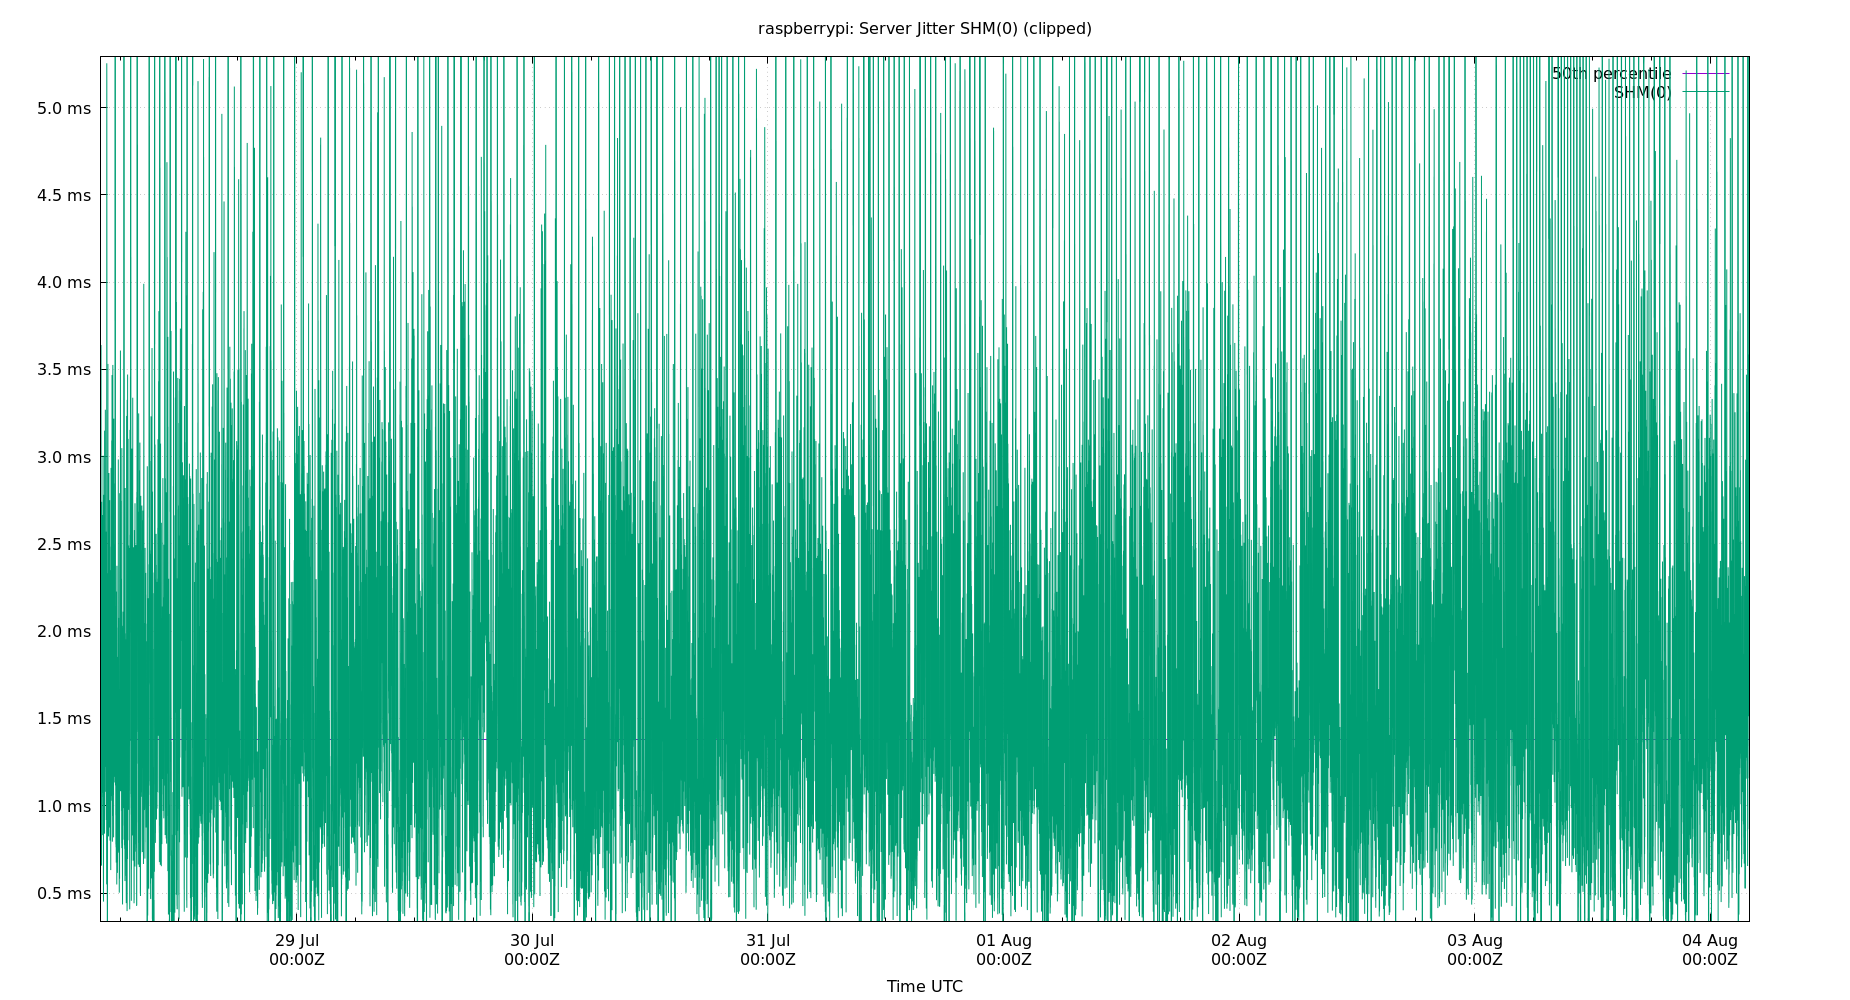 raspberrypi: Server Jitter SHM(0) (clipped)
50th percentile
SHM(0)
5.0 ms
4.5 ms
4.0 ms
3.5 ms
3.0 ms
2.5 ms
2.0 ms
1.5 ms
1.0 ms
0.5 ms
29 Jul 30 Jul 31 Jul 01 Aug 02 Aug 03 Aug 04 Aug
00:00Z 00:00Z 00:00Z 00:00Z 00:00Z 00:00Z 00:00Z
Time UTC